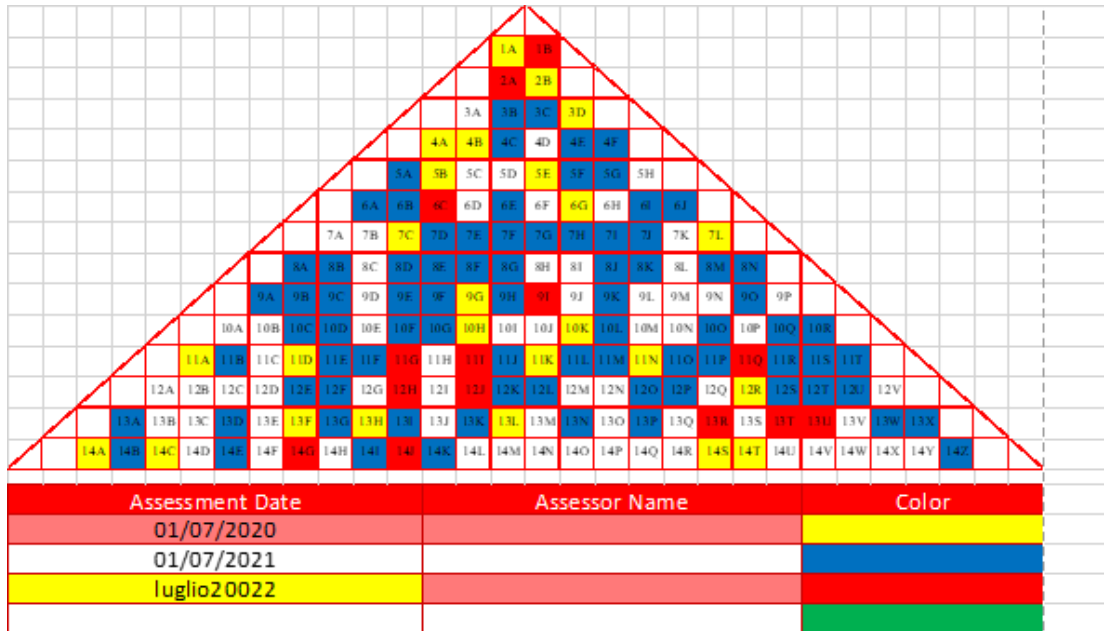 1A 1B
2A 2B
3A 3B 3C 3D
4A 4B 4C 4D 4E 4F
5A 5B 5C 5D 5E 5F 5G 5H
6A 6B 6C 6D 6E 6F 6G 6H 6I 6J
7A 7B 7C 7D 7E 7F 7G 7H 7I 7J 7K 7L
8A 8B 8C 8D 8E 8F 8G 8H 8I 8J 8K 8L 8M 8N
9A 9B 9C 9D 9E 9F 9G 9H 9I 9J 9K 9L 9M 9N 9O 9P
10A 10B 10C 10D 10E 10F 10G 10H 10I 10J 10K 10L 10M 10N 10O 10P 10Q 10R
11A 11B 11C 11D 11E 11F 11G 11H 11I 11J 11K 11L 11M 11N 11O 11P 11Q 11R 11S 11T
12A 12B 12C 12D 12E 12F 12G 12H 12I 12J 12K 12L 12M 12N 12O 12P 12Q 12R 12S 12T 12U 12V
13A 13B 13C 13D 13E 13F 13G 13H 13I 13J 13K 13L 13M 13N 13O 13P 13Q 13R 13S 13T 13U 13V 13W 13X
14A 14B 14C 14D 14E 14F 14G 14H 14I 14J 14K 14L 14M 14N 14O 14P 14Q 14R 14S 14T 14U 14V 14W 14X 14Y 14Z
Assessment Date Assessor Name Color
01/07/2020
01/07/2021
luglio20022